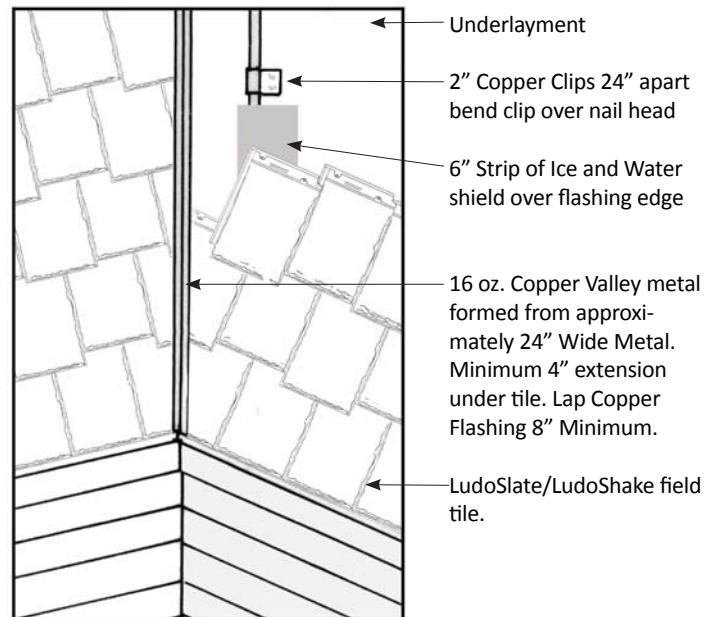 Underlayment
2” Copper Clips 24” apart
bend clip over nail head
6” Strip of Ice and Water
shield over flashing edge
16 oz. Copper Valley metal
formed from approxi-
mately 24” Wide Metal.
Minimum 4” extension
under tile. Lap Copper
Flashing 8” Minimum.
LudoSlate/LudoShake field
tile.